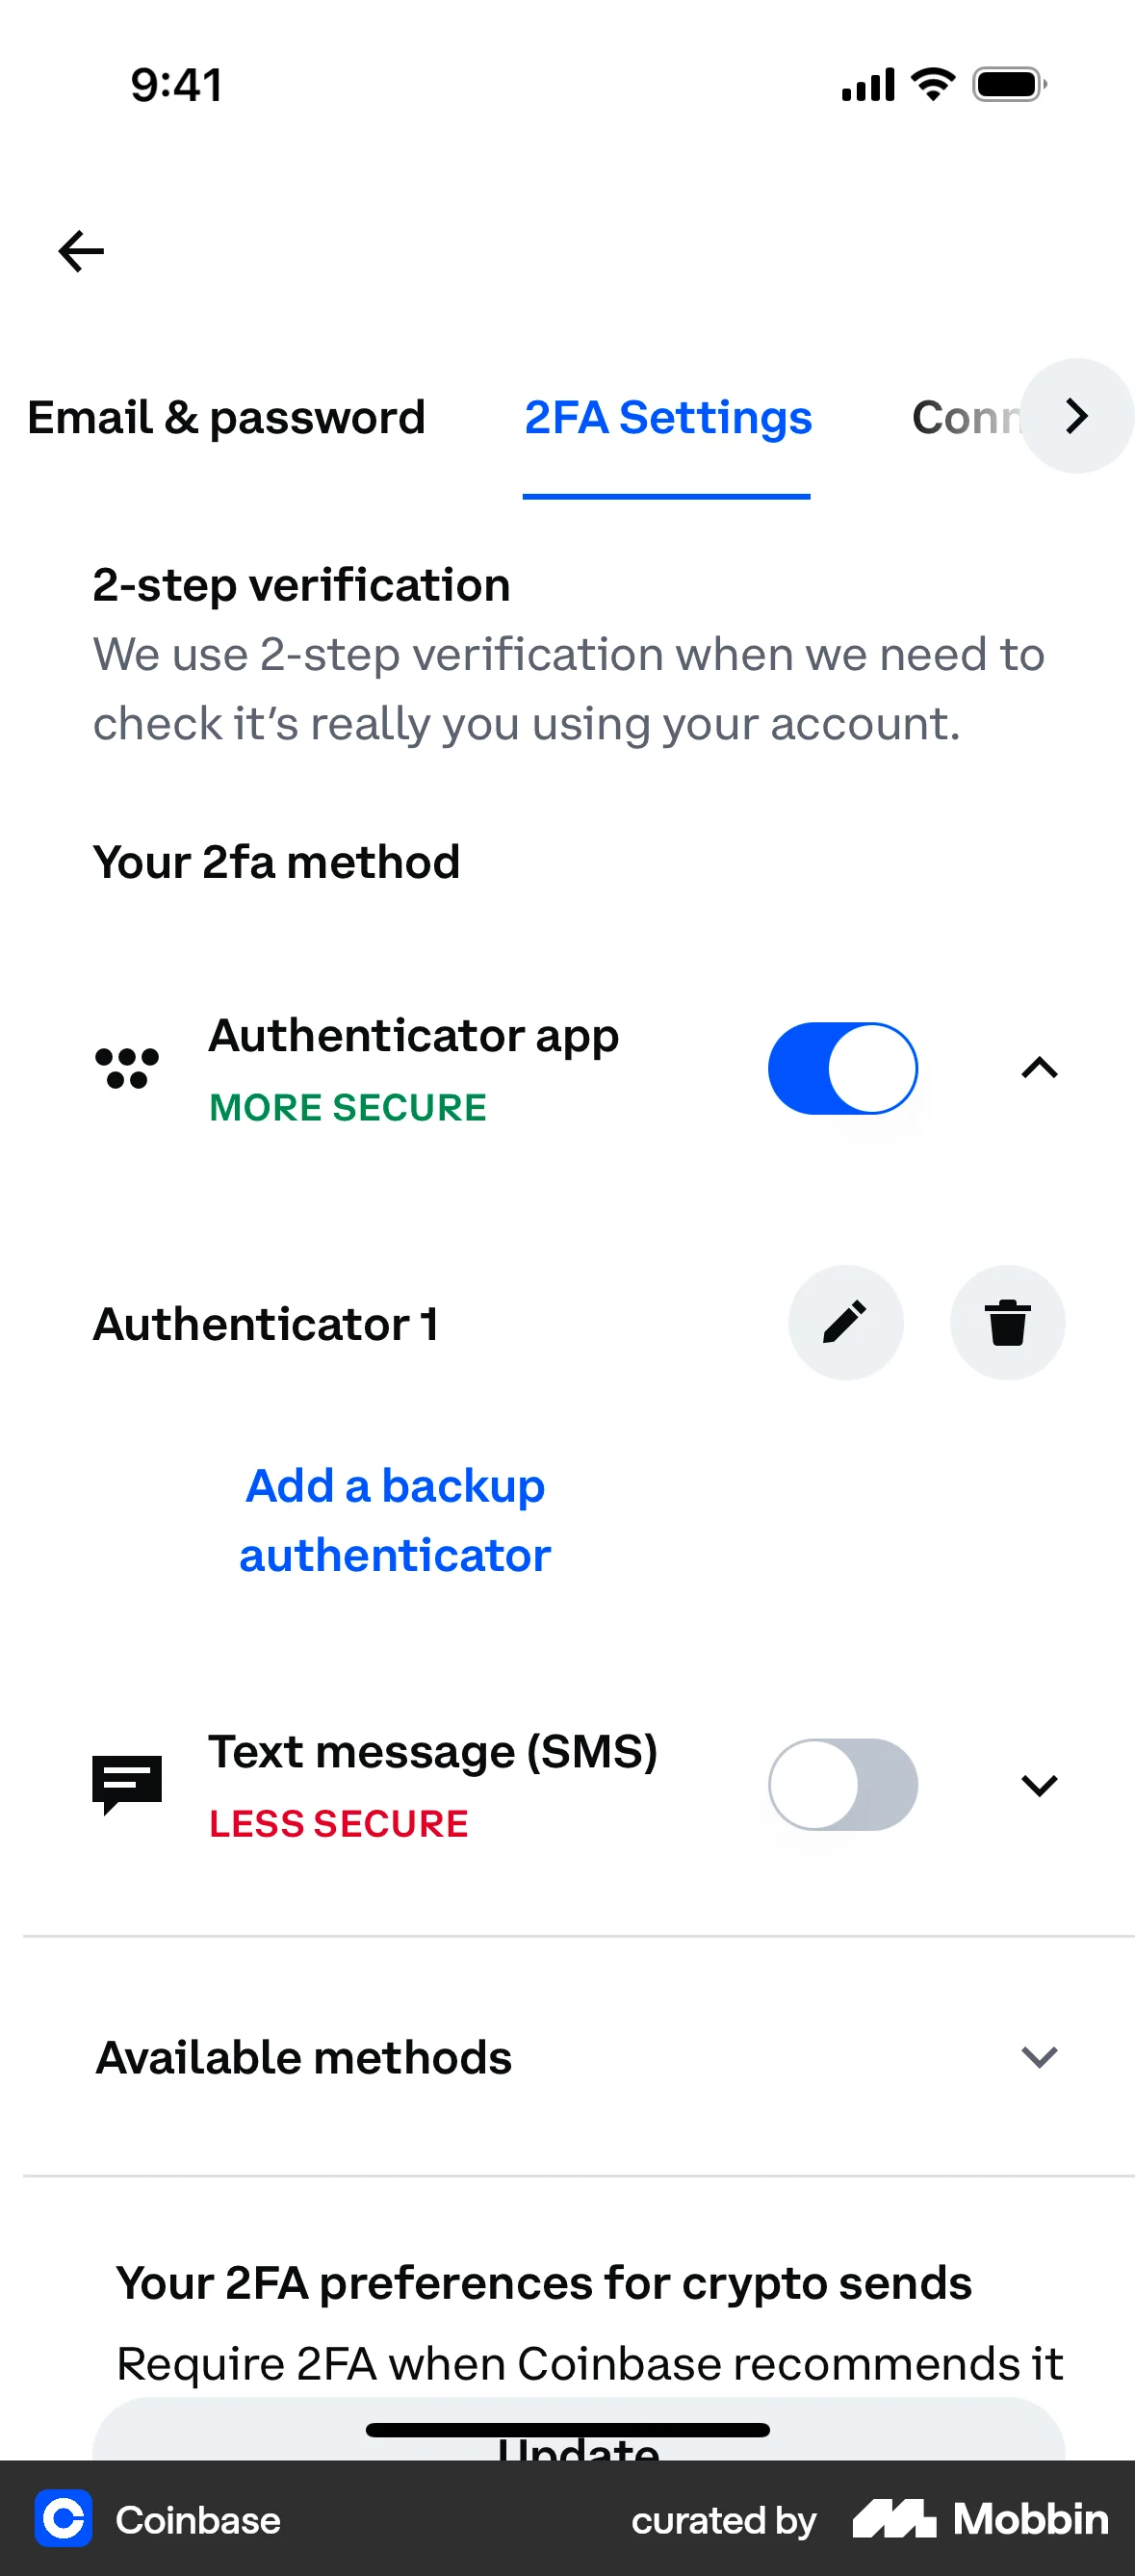 9:41
Email & password 2FA Settings Conn
2-step verification
We use 2-step verification when we need to
check it’s really you using your account.
Your 2fa method
Authenticator app
MORE SECURE
Authenticator 1
Add a backup
authenticator
Text message (SMS)
LESS SECURE
Available methods
Your 2FA preferences for crypto sends
Require 2FA when Coinbase recommends it
Update
Coinbase curated by Mobbin